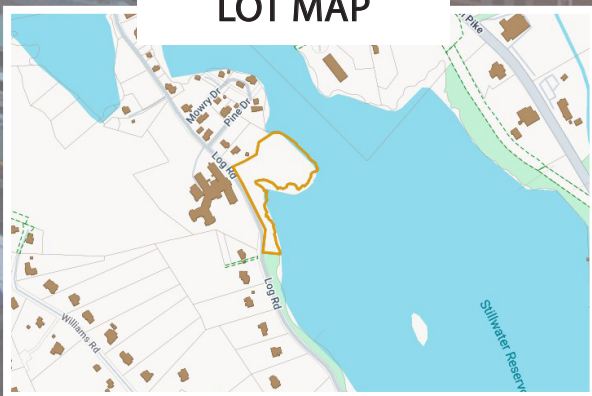 LOT MAP
Pike
Mowry Dr
Pine Dr
Log Rd
Log Rd
Williams Rd
Stillwater Reserv